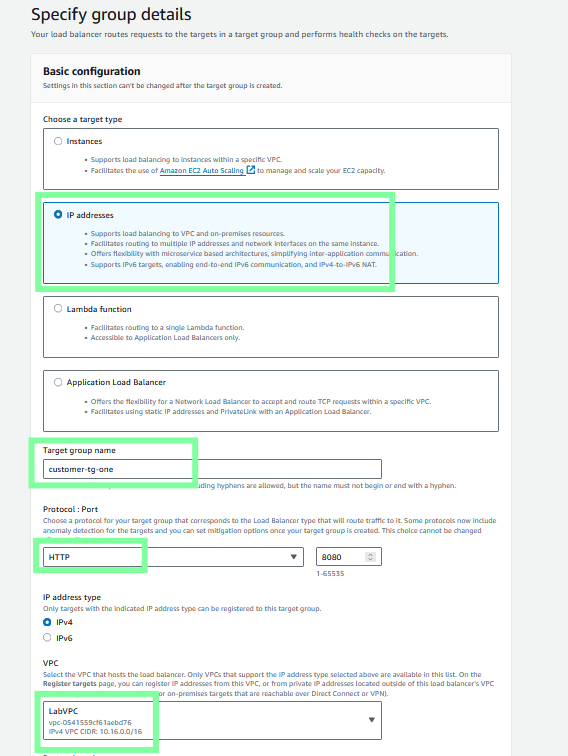 Specify group details
Your load balancer routes requests to the targets in a target group and performs health checks on the targets.
Basic configuration
Settings in this section can't be changed after the target group is created.
Choose a target type
Instances
• Supports load balancing to instances within a specific VPC.
• Facilitates the use of Amazon EC2 Auto Scaling to manage and scale your EC2 capacity.
IP addresses
• Supports load balancing to VPC and on-premises resources.
• Facilitates routing to multiple IP addresses and network interfaces on the same instance.
• Offers flexibility with microservice based architectures, simplifying inter-application communication.
• Supports IPv6 targets, enabling end-to-end IPv6 communication, and IPv4-to-IPv6 NAT.
Lambda function
• Facilitates routing to a single Lambda function.
• Accessible to Application Load Balancers only.
Application Load Balancer
• Offers the flexibility for a Network Load Balancer to accept and route TCP requests within a specific VPC.
• Facilitates using static IP addresses and PrivateLink with an Application Load Balancer.
Target group name
customer-tg-one
hyphens are allowed, but the name must not begin or end with a hyphen.
Protocol : Port
Choose a protocol for your target group that corresponds to the Load Balancer type that will route traffic to it. Some protocols now include
anomaly detection for the targets and you can set mitigation options once your target group is created. This choice cannot be changed
HTTP
8080
1-65535
IP address type
Only targets with the indicated IP address type can be registered to this target group.
IPv4
IPv6
VPC
Select the VPC that hosts the load balancer. Only VPCs that support the IP address type selected above are available in this list. On the
Register targets page, you can register IP addresses from this VPC, or from private IP addresses located outside of this load balancer's VPC
or on-premises targets that are reachable over Direct Connect or VPN).
LabVPC
vpc-0541559cf61aebd76
IPv4 VPC CIDR: 10.16.0.0/16